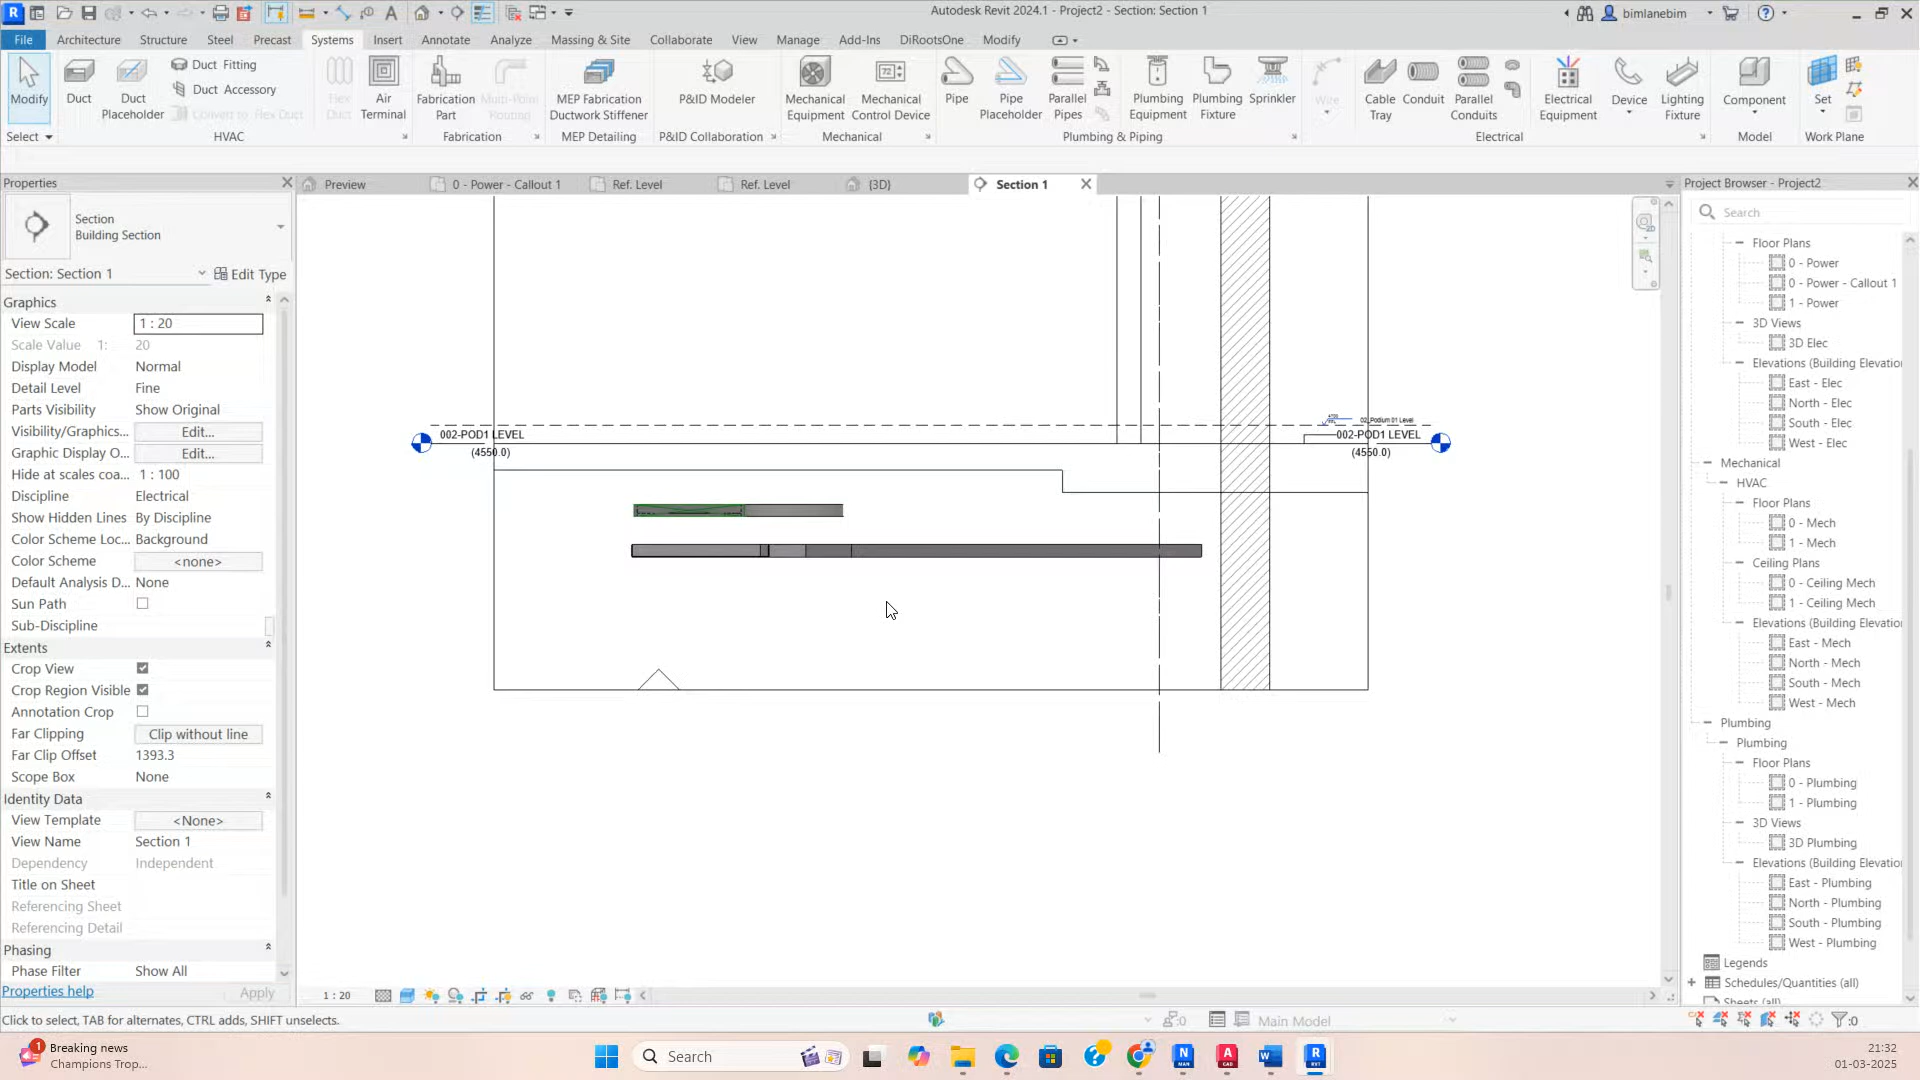 Autodesk Revit 2024.1 - Project2 - Section: Section 1
bimlanebim
File
Architecture
Structure
Steel
Precast
Systems
Insert
Annotate
Analyze
Massing & Site
Collaborate
View
Manage
Add-Ins
DiRootsOne
Modify
Modify
Duct
Duct Placeholder
Duct Fitting
Duct Accessory
Convert to Flex Duct
Flex Duct
Air Terminal
Fabrication Part
Multi-Point Routing
MEP Fabrication Ductwork Stiffener
P&ID Modeler
Mechanical Equipment
Mechanical Control Device
Pipe
Pipe Placeholder
Parallel Pipes
Plumbing Equipment
Plumbing Fixture
Sprinkler
Wire
Cable Tray
Conduit
Parallel Conduits
Electrical Equipment
Device
Lighting Fixture
Component
Set
Select
HVAC
Fabrication
MEP Detailing
P&ID Collaboration
Mechanical
Plumbing & Piping
Electrical
Model
Work Plane
Properties
Preview
0 - Power - Callout 1
Ref. Level
Ref. Level
{3D}
Section 1
Project Browser - Project2
Section
Building Section
Section: Section 1
Edit Type
Graphics
View Scale 1 : 20
Scale Value 1: 20
Display Model Normal
Detail Level Fine
Parts Visibility Show Original
Visibility/Graphics... Edit...
Graphic Display O... Edit...
Hide at scales coa... 1 : 100
Discipline Electrical
Show Hidden Lines By Discipline
Color Scheme Loc... Background
Color Scheme <none>
Default Analysis D... None
Sun Path
Sub-Discipline
Extents
Crop View
Crop Region Visible
Annotation Crop
Far Clipping Clip without line
Far Clip Offset 1393.3
Scope Box None
Identity Data
View Template <None>
View Name Section 1
Dependency Independent
Title on Sheet
Referencing Sheet
Referencing Detail
Phasing
Phase Filter Show All
Properties help
Apply
002-POD1 LEVEL
(4550.0)
02_Podium 01 Level
002-POD1 LEVEL
(4550.0)
Search
Floor Plans
0 - Power
0 - Power - Callout 1
1 - Power
3D Views
3D Elec
Elevations (Building Elevation
East - Elec
North - Elec
South - Elec
West - Elec
Mechanical
HVAC
Floor Plans
0 - Mech
1 - Mech
Ceiling Plans
0 - Ceiling Mech
1 - Ceiling Mech
Elevations (Building Elevation
East - Mech
North - Mech
South - Mech
West - Mech
Plumbing
Plumbing
Floor Plans
0 - Plumbing
1 - Plumbing
3D Views
3D Plumbing
Elevations (Building Elevation
East - Plumbing
North - Plumbing
South - Plumbing
West - Plumbing
Legends
Schedules/Quantities (all)
Sheets (all)
1 : 20
Click to select, TAB for alternates, CTRL adds, SHIFT unselects.
:0
Main Model
:0
1
Breaking news
Champions Trop...
Search
21:32
01-03-2025